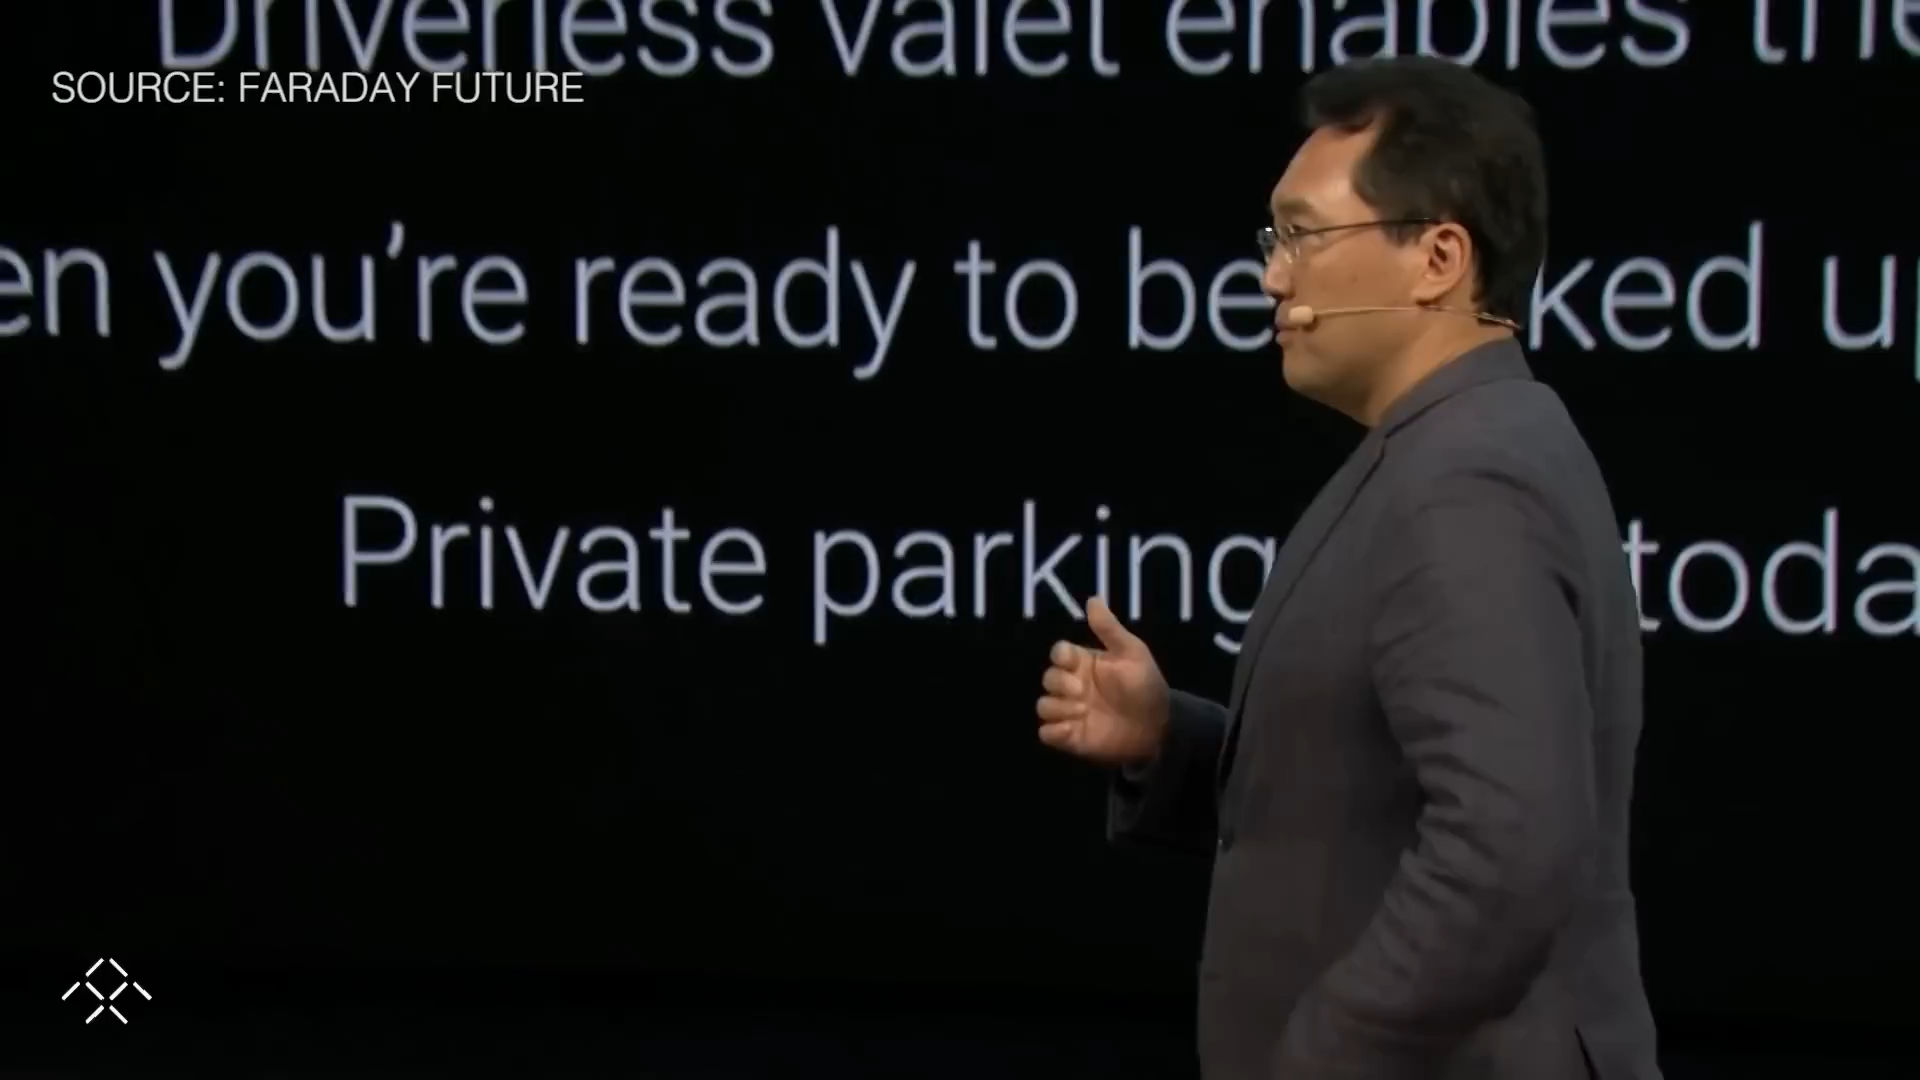 Driverless valet enables the
SOURCE: FARADAY FUTURE
en you're ready to be ked up
Private parking toda